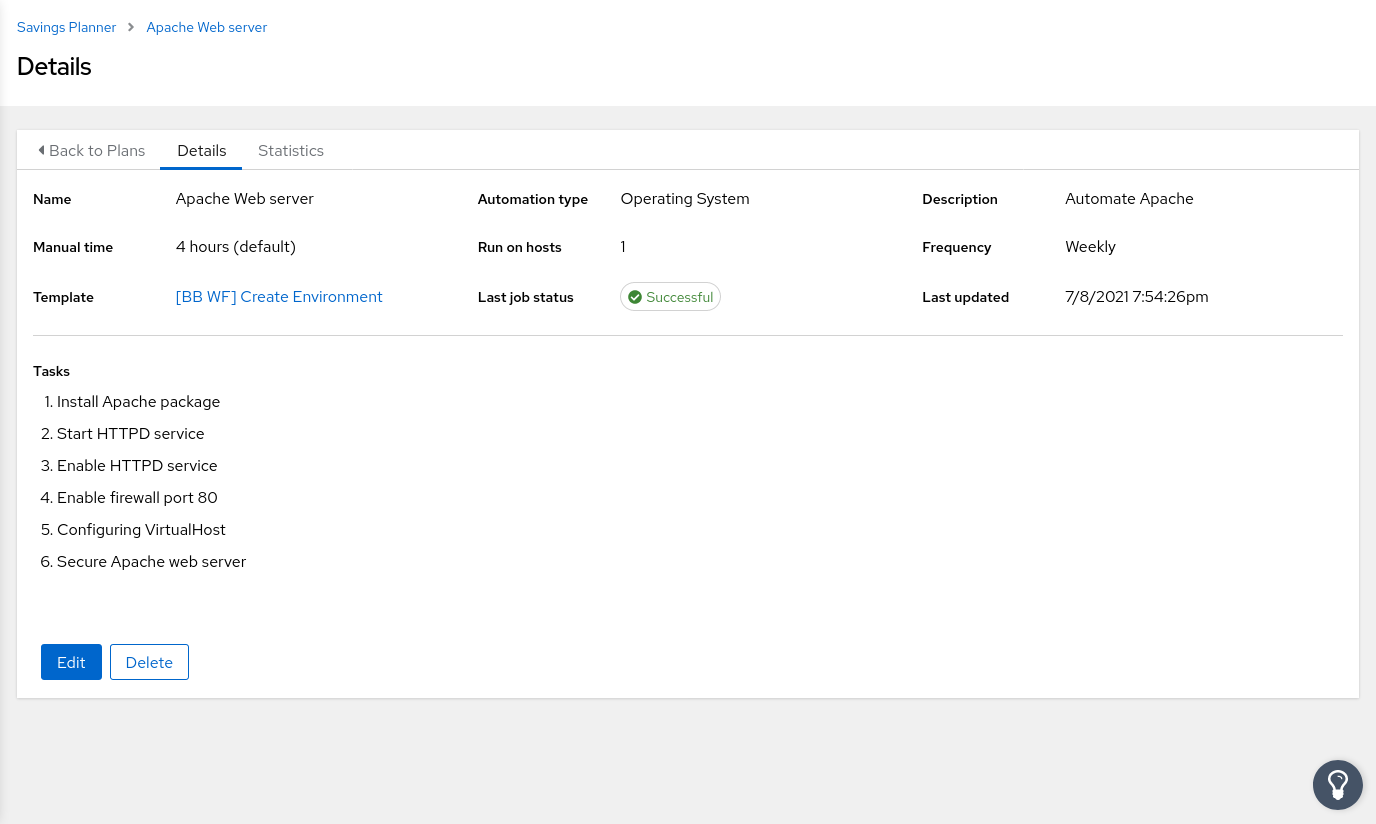 Savings Planner > Apache Web server
Details
Back to Plans Details Statistics
Name Apache Web server Automation type Operating System Description Automate Apache
Manual time 4 hours (default) Run on hosts 1 Frequency Weekly
Template [BB WF] Create Environment Last job status Successful Last updated 7/8/2021 7:54:26pm
Tasks
1. Install Apache package
2. Start HTTPD service
3. Enable HTTPD service
4. Enable firewall port 80
5. Configuring VirtualHost
6. Secure Apache web server
Edit Delete